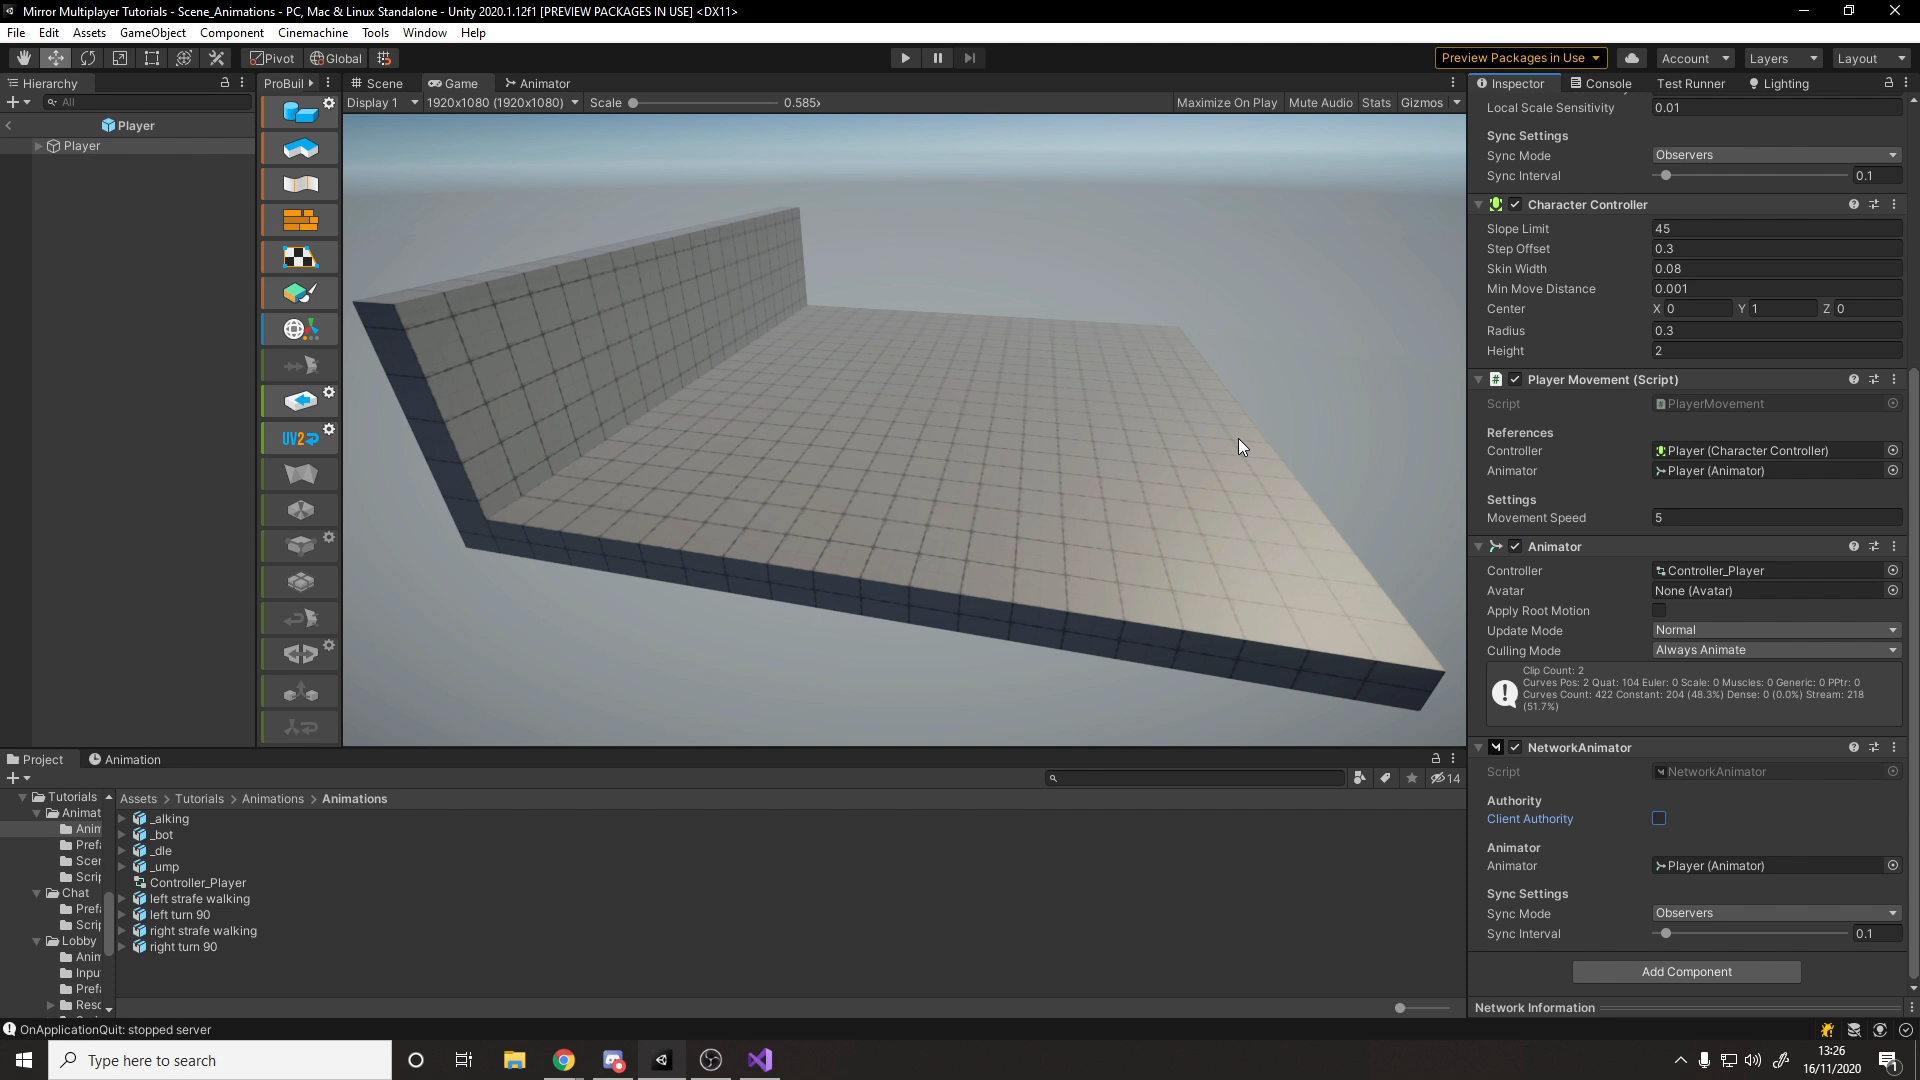 Mirror Multiplayer Tutorials - Scene_Animations - PC, Mac & Linux Standalone - Unity 2020.1.12f1 [PREVIEW PACKAGES IN USE] <DX11>
File Edit Assets GameObject Component Cinemachine Tools Window Help
Pivot Global Preview Packages in Use Account Layers Layout
Hierarchy ProBuil Scene Game Animator Inspector Console Test Runner Lighting
All Display 1 1920x1080 (1920x1080) Scale 0.585x Maximize On Play Mute Audio Stats Gizmos
Local Scale Sensitivity 0.01
Player
Player
Sync Settings
Sync Mode Observers
Sync Interval 0.1
Character Controller
Slope Limit 45
Step Offset 0.3
Skin Width 0.08
Min Move Distance 0.001
Center X 0 Y 1 Z 0
Radius 0.3
Height 2
Player Movement (Script)
Script PlayerMovement
References
Controller Player (Character Controller)
Animator Player (Animator)
Settings
Movement Speed 5
UV2
Animator
Controller Controller_Player
Avatar None (Avatar)
Apply Root Motion
Update Mode Normal
Culling Mode Always Animate
Clip Count: 2
Curves Pos: 2 Quat: 104 Euler: 0 Scale: 0 Muscles: 0 Generic: 0 PPtr: 0
Curves Count: 422 Constant: 204 (48.3%) Dense: 0 (0.0%) Stream: 218
(51.7%)
NetworkAnimator
Script NetworkAnimator
Authority
Client Authority
Animator
Animator Player (Animator)
Sync Settings
Sync Mode Observers
Sync Interval 0.1
Add Component
Network Information
Project Animation
14
Tutorials
Animat
Anim
Prefa
Scen
Scrip
Chat
Prefa
Scrip
Lobby
Anim
Inpu
Prefa
Reso
Assets > Tutorials > Animations > Animations
_alking
_bot
_dle
_ump
Controller_Player
left strafe walking
left turn 90
right strafe walking
right turn 90
OnApplicationQuit: stopped server
Type here to search
13:26
16/11/2020
1